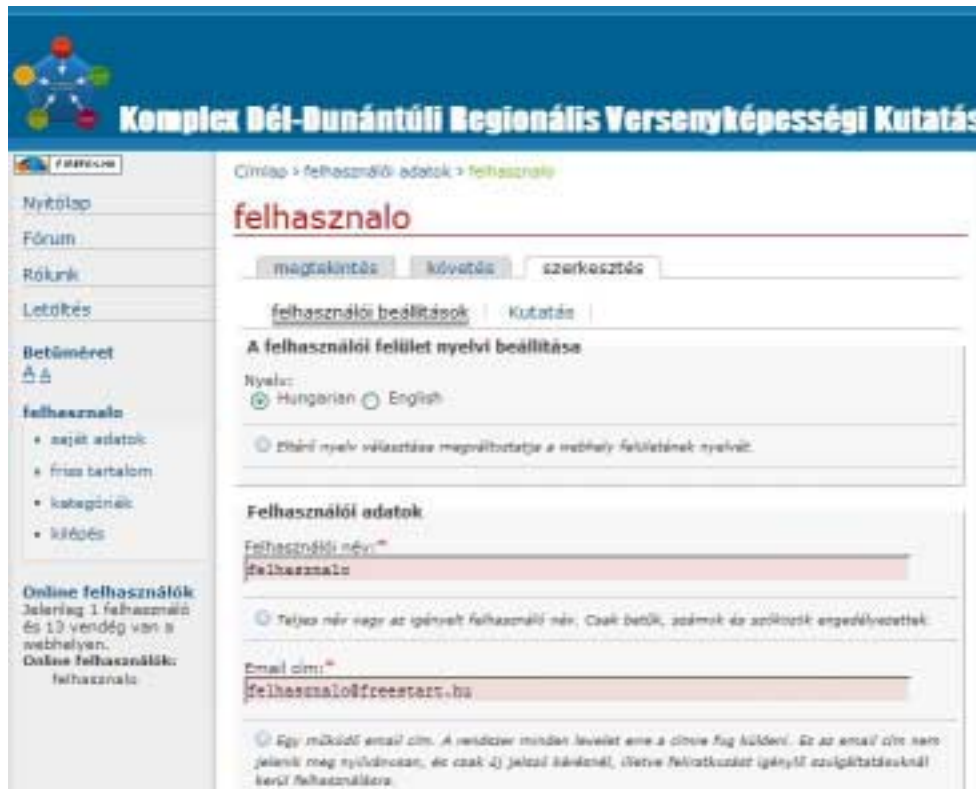 Komplex Dél-Dunántúli Regionális Versenyképességi Kutatás
Nyitólap
Fórum
Rólunk
Letöltés
Betűméret
A A
felhasznalo
saját adatok
friss tartalom
kategóriák
kilépés
Online felhasználók
Jelenleg 1 felhasználó
és 13 vendég van a
webhelyen.
Online felhasználók:
felhasznalo
Címlap › felhasználói adatok › felhasznalo
felhasznalo
megtekintés követés szerkesztés
felhasználói beállítások Kutatás
A felhasználói felület nyelvi beállítása
Nyelv:
Hungarian English
Eltérő nyelv választása megváltoztatja a webhely felületének nyelvét.
Felhasználói adatok
Felhasználói név:*
felhasznalo
Teljes név vagy az igényelt felhasználó név. Csak betűk, számok és szóközök engedélyezettek
Email cím:*
felhasznalo@freestart.hu
Egy működő email cím. A rendszer minden levelet erre a címre fog küldeni. Ez az email cím nem
jelenik meg nyilvánosan, és csak új jelszó kérésnél, illetve feliratkozást igénylő szolgáltatásoknál
kerül felhasználásra.